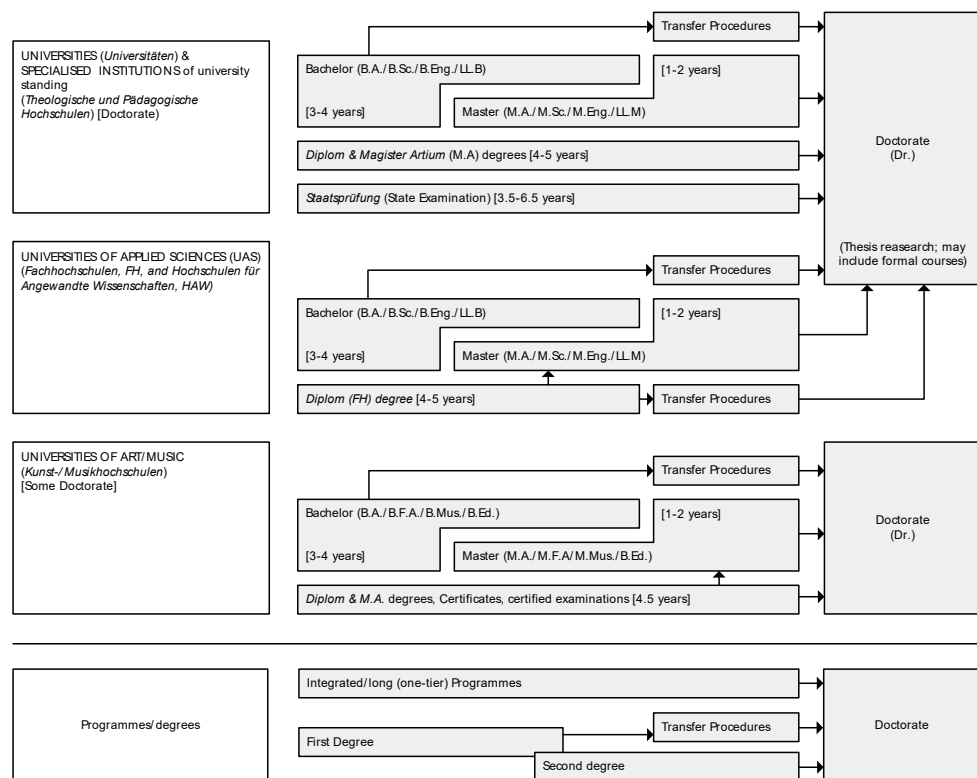 UNIVERSITIES (Universitäten) &
SPECIALISED INSTITUTIONS of university
standing
(Theologische und Pädagogische
Hochschulen) [Doctorate)
Transfer Procedures
Bachelor (B.A./B.Sc./B.Eng./LL.B)
[1-2 years]
[3-4 years]
Master (M.A./M.Sc./M.Eng./LL.M)
Diplom & Magister Artium (M.A) degrees [4-5 years]
Staatsprüfung (State Examination) [3.5-6.5 years]
Doctorate
(Dr.)
(Thesis reasearch; may
include formal courses)
UNIVERSITIES OF APPLIED SCIENCES (UAS)
(Fachhochschulen, FH, and Hochschulen für
Angewandte Wissenschaften, HAW)
Transfer Procedures
Bachelor (B.A./B.Sc./B.Eng./LL.B)
[1-2 years]
[3-4 years]
Master (M.A./M.Sc./M.Eng./LL.M)
Diplom (FH) degree [4-5 years]
Transfer Procedures
UNIVERSITIES OF ART/MUSIC
(Kunst-/Musikhochschulen)
[Some Doctorate]
Transfer Procedures
Bachelor (B.A./B.F.A./B.Mus./B.Ed.)
[1-2 years]
[3-4 years]
Master (M.A./M.F.A/M.Mus./B.Ed.)
Diplom & M.A. degrees, Certificates, certified examinations [4.5 years]
Doctorate
(Dr.)
Programmes/degrees
Integrated/long (one-tier) Programmes
Transfer Procedures
First Degree
Second degree
Doctorate